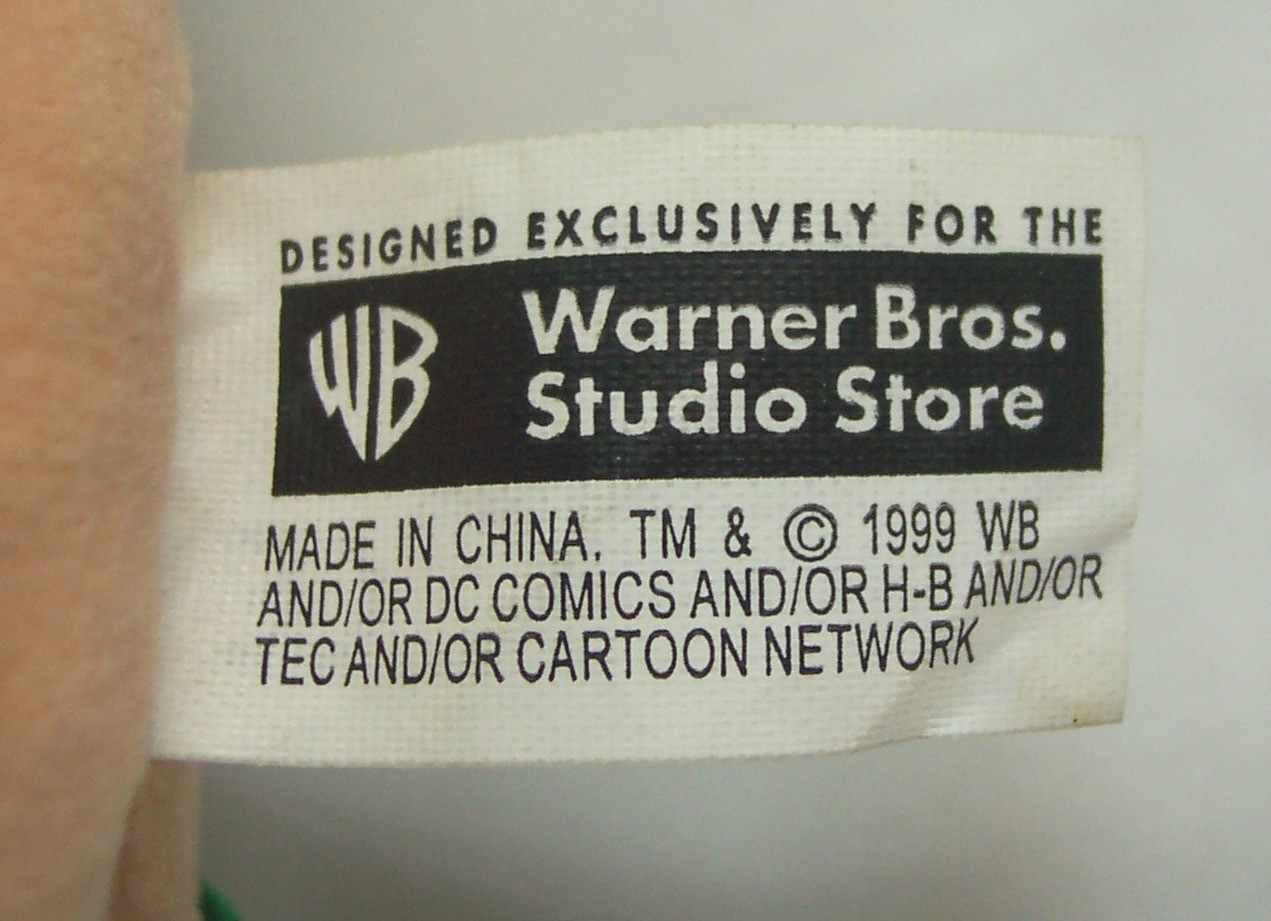 DESIGNED EXCLUSIVELY FOR THE
WB
Warner Bros.
Studio Store
MADE IN CHINA. TM & © 1999 WB
AND/OR DC COMICS AND/OR H-B AND/OR
TEC AND/OR CARTOON NETWORK